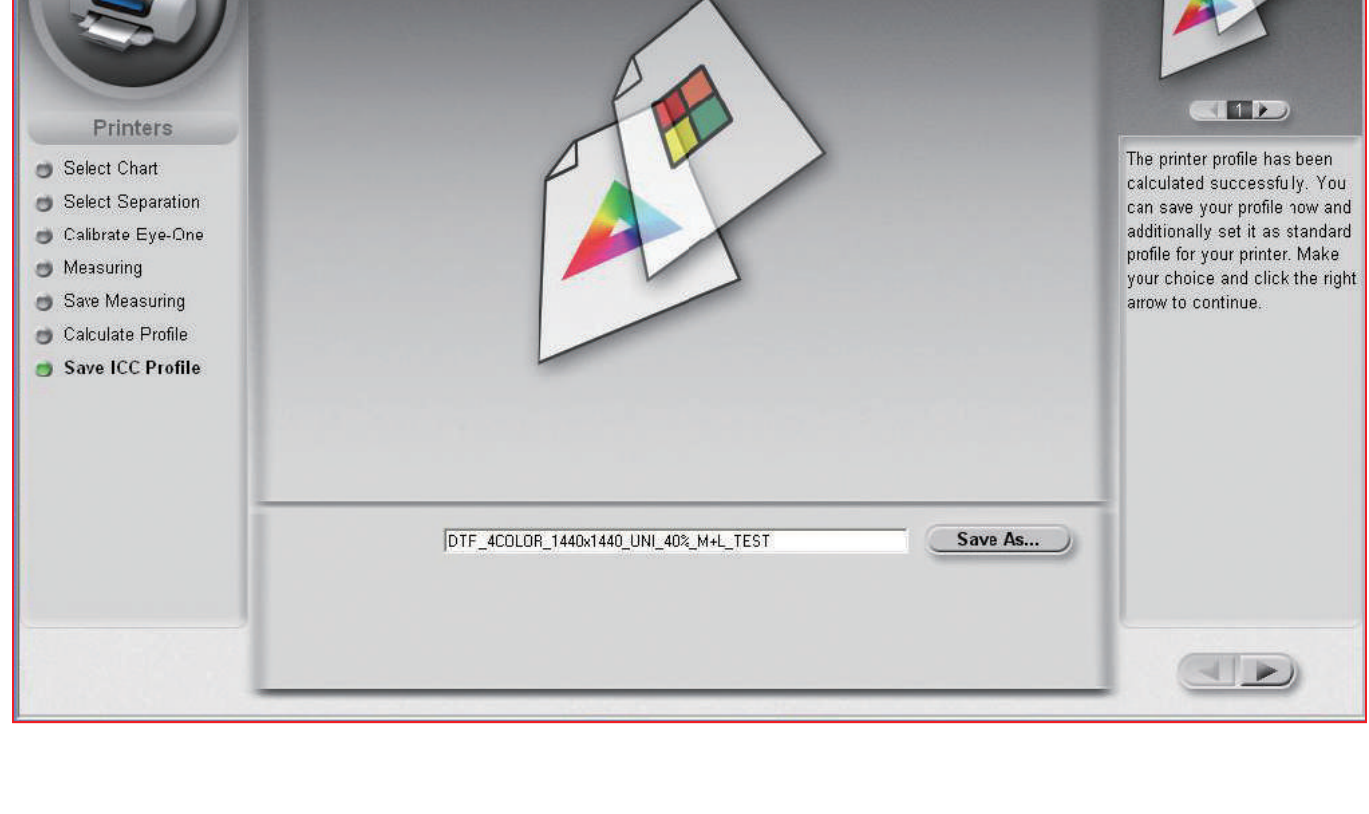 Printers
Select Chart
Select Separation
Calibrate Eye-One
Measuring
Save Measuring
Calculate Profile
Save ICC Profile
DTF_4COLOR_1440x1440_UNI_40%_M+L_TEST
Save As...
1
The printer profile has been
calculated successfully. You
can save your profile now and
additionally set it as standard
profile for your printer. Make
your choice and click the right
arrow to continue.